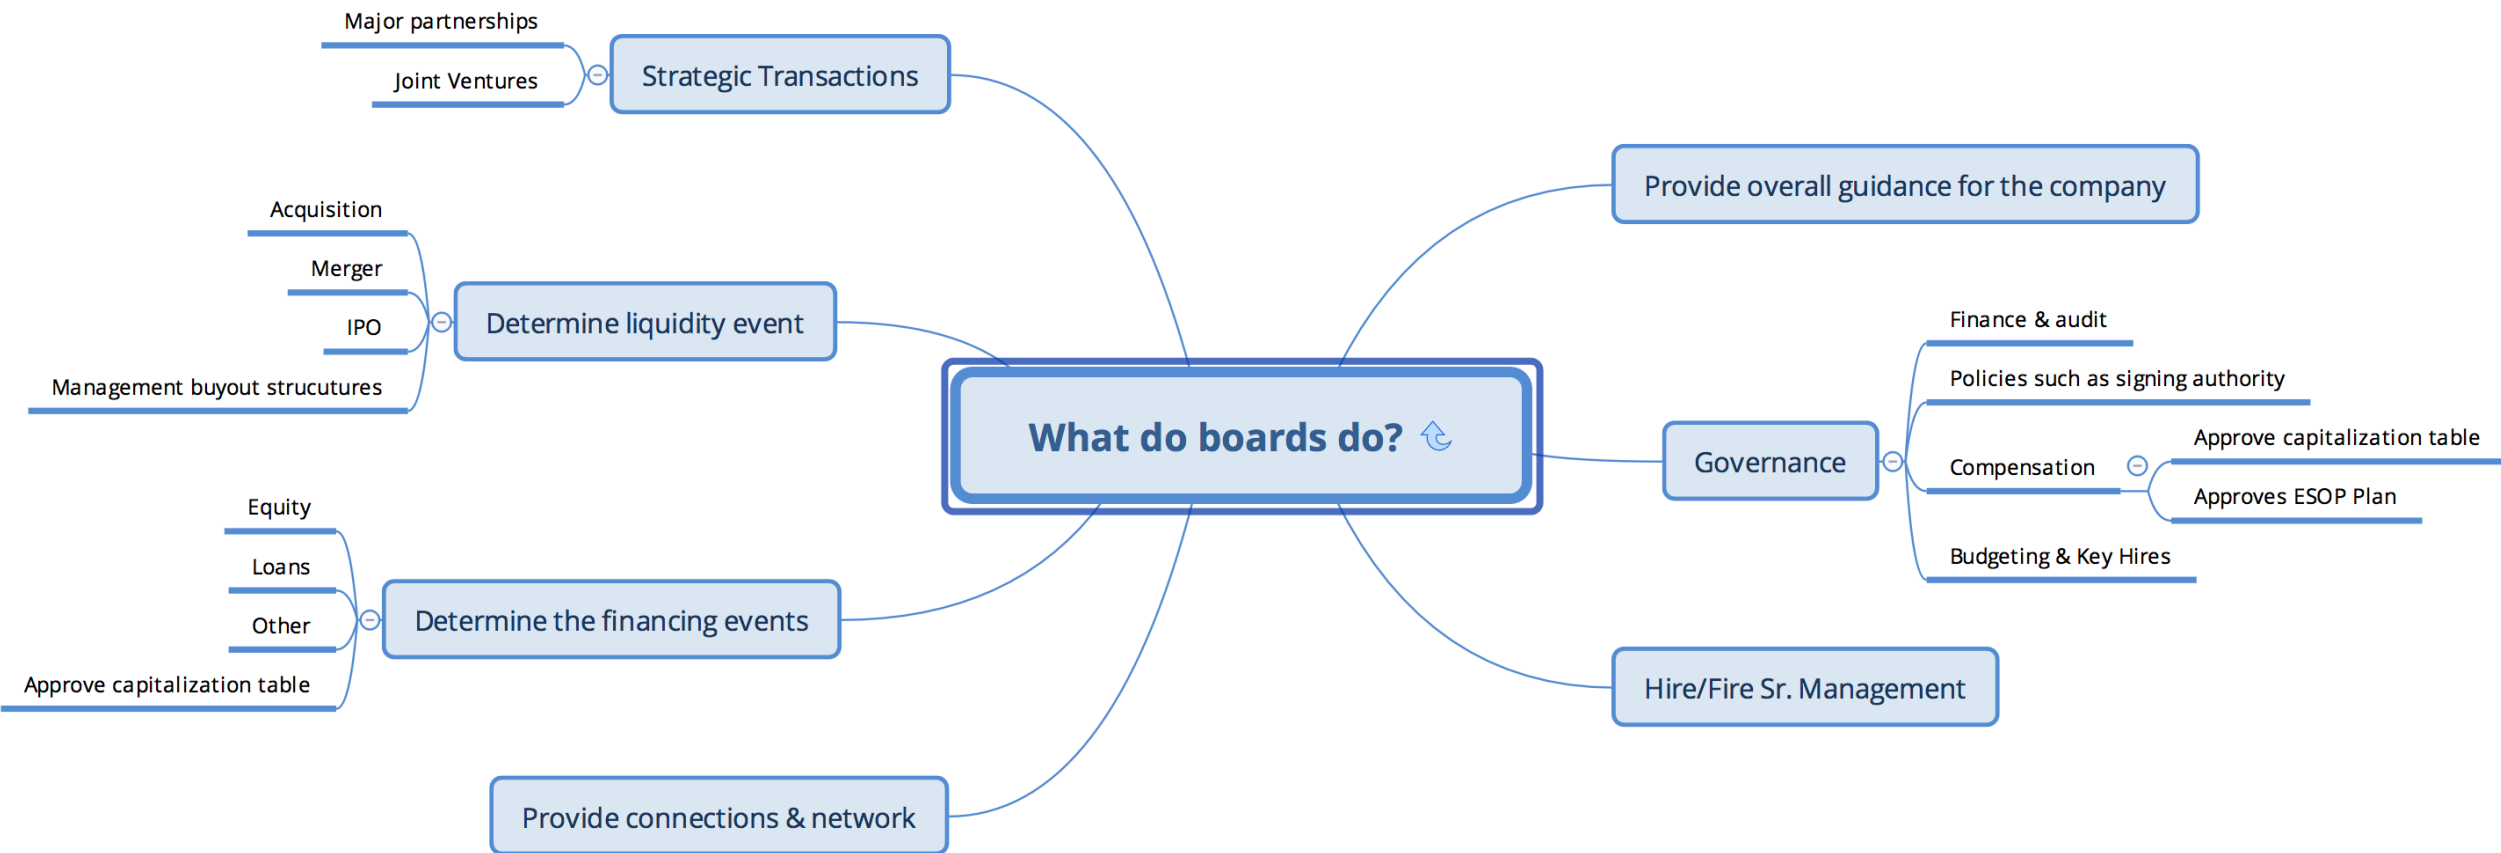 Major partnerships
Joint Ventures
Strategic Transactions
Acquisition
Merger
IPO
Management buyout strucutures
Determine liquidity event
Equity
Loans
Other
Approve capitalization table
Determine the financing events
Provide connections & network
What do boards do?
Provide overall guidance for the company
Governance
Finance & audit
Policies such as signing authority
Compensation
Approve capitalization table
Approves ESOP Plan
Budgeting & Key Hires
Hire/Fire Sr. Management